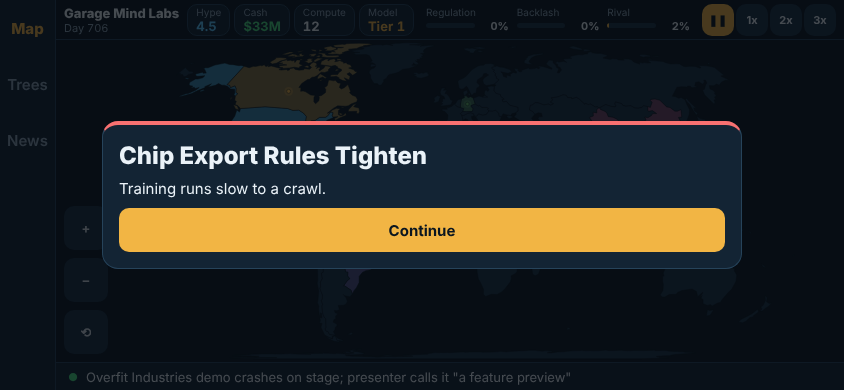 Map
Trees
News
Garage Mind Labs
Day 706
Hype
4.5
Cash
$33M
Compute
12
Model
Tier 1
Regulation
0%
Backlash
0%
Rival
2%
1x
2x
3x
Chip Export Rules Tighten
Training runs slow to a crawl.
Continue
Overfit Industries demo crashes on stage; presenter calls it "a feature preview"